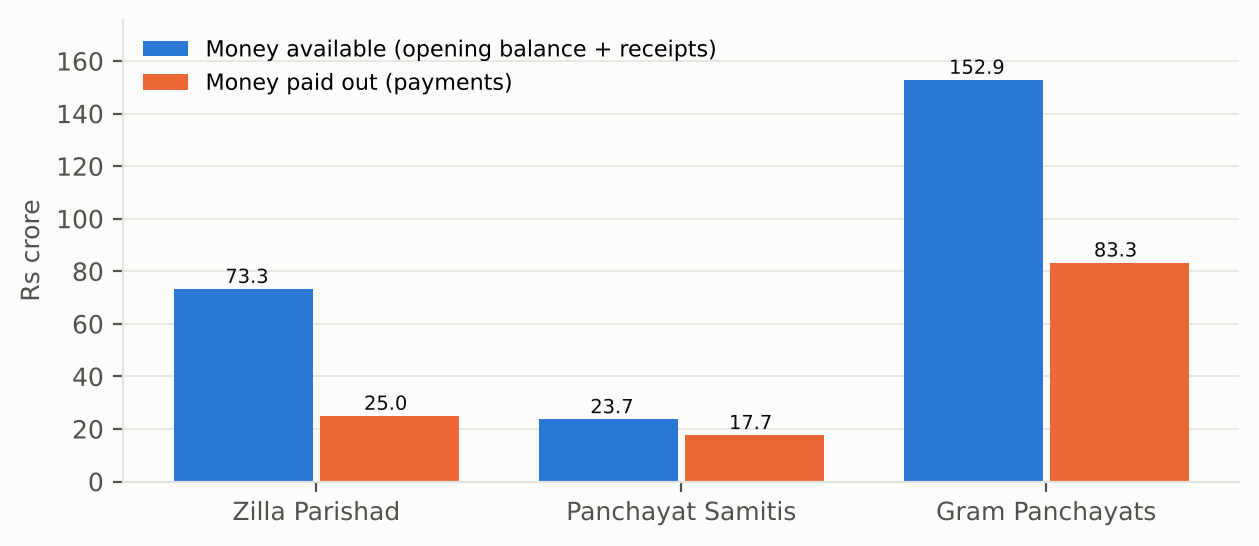 Money available (opening balance + receipts)
Money paid out (payments)
Rs crore
160
140
120
100
80
60
40
20
0
73.3
25.0
23.7
17.7
152.9
83.3
Zilla Parishad
Panchayat Samitis
Gram Panchayats